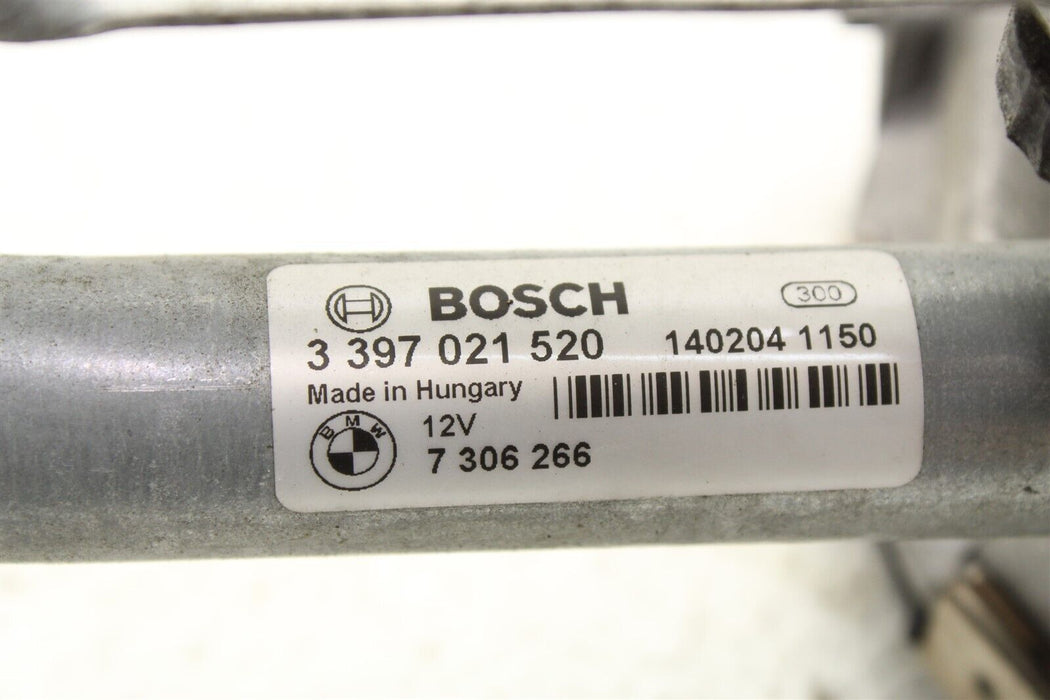 BOSCH 300
3 397 021 520 140204 1150
Made in Hungary
BMW 12V
7 306 266